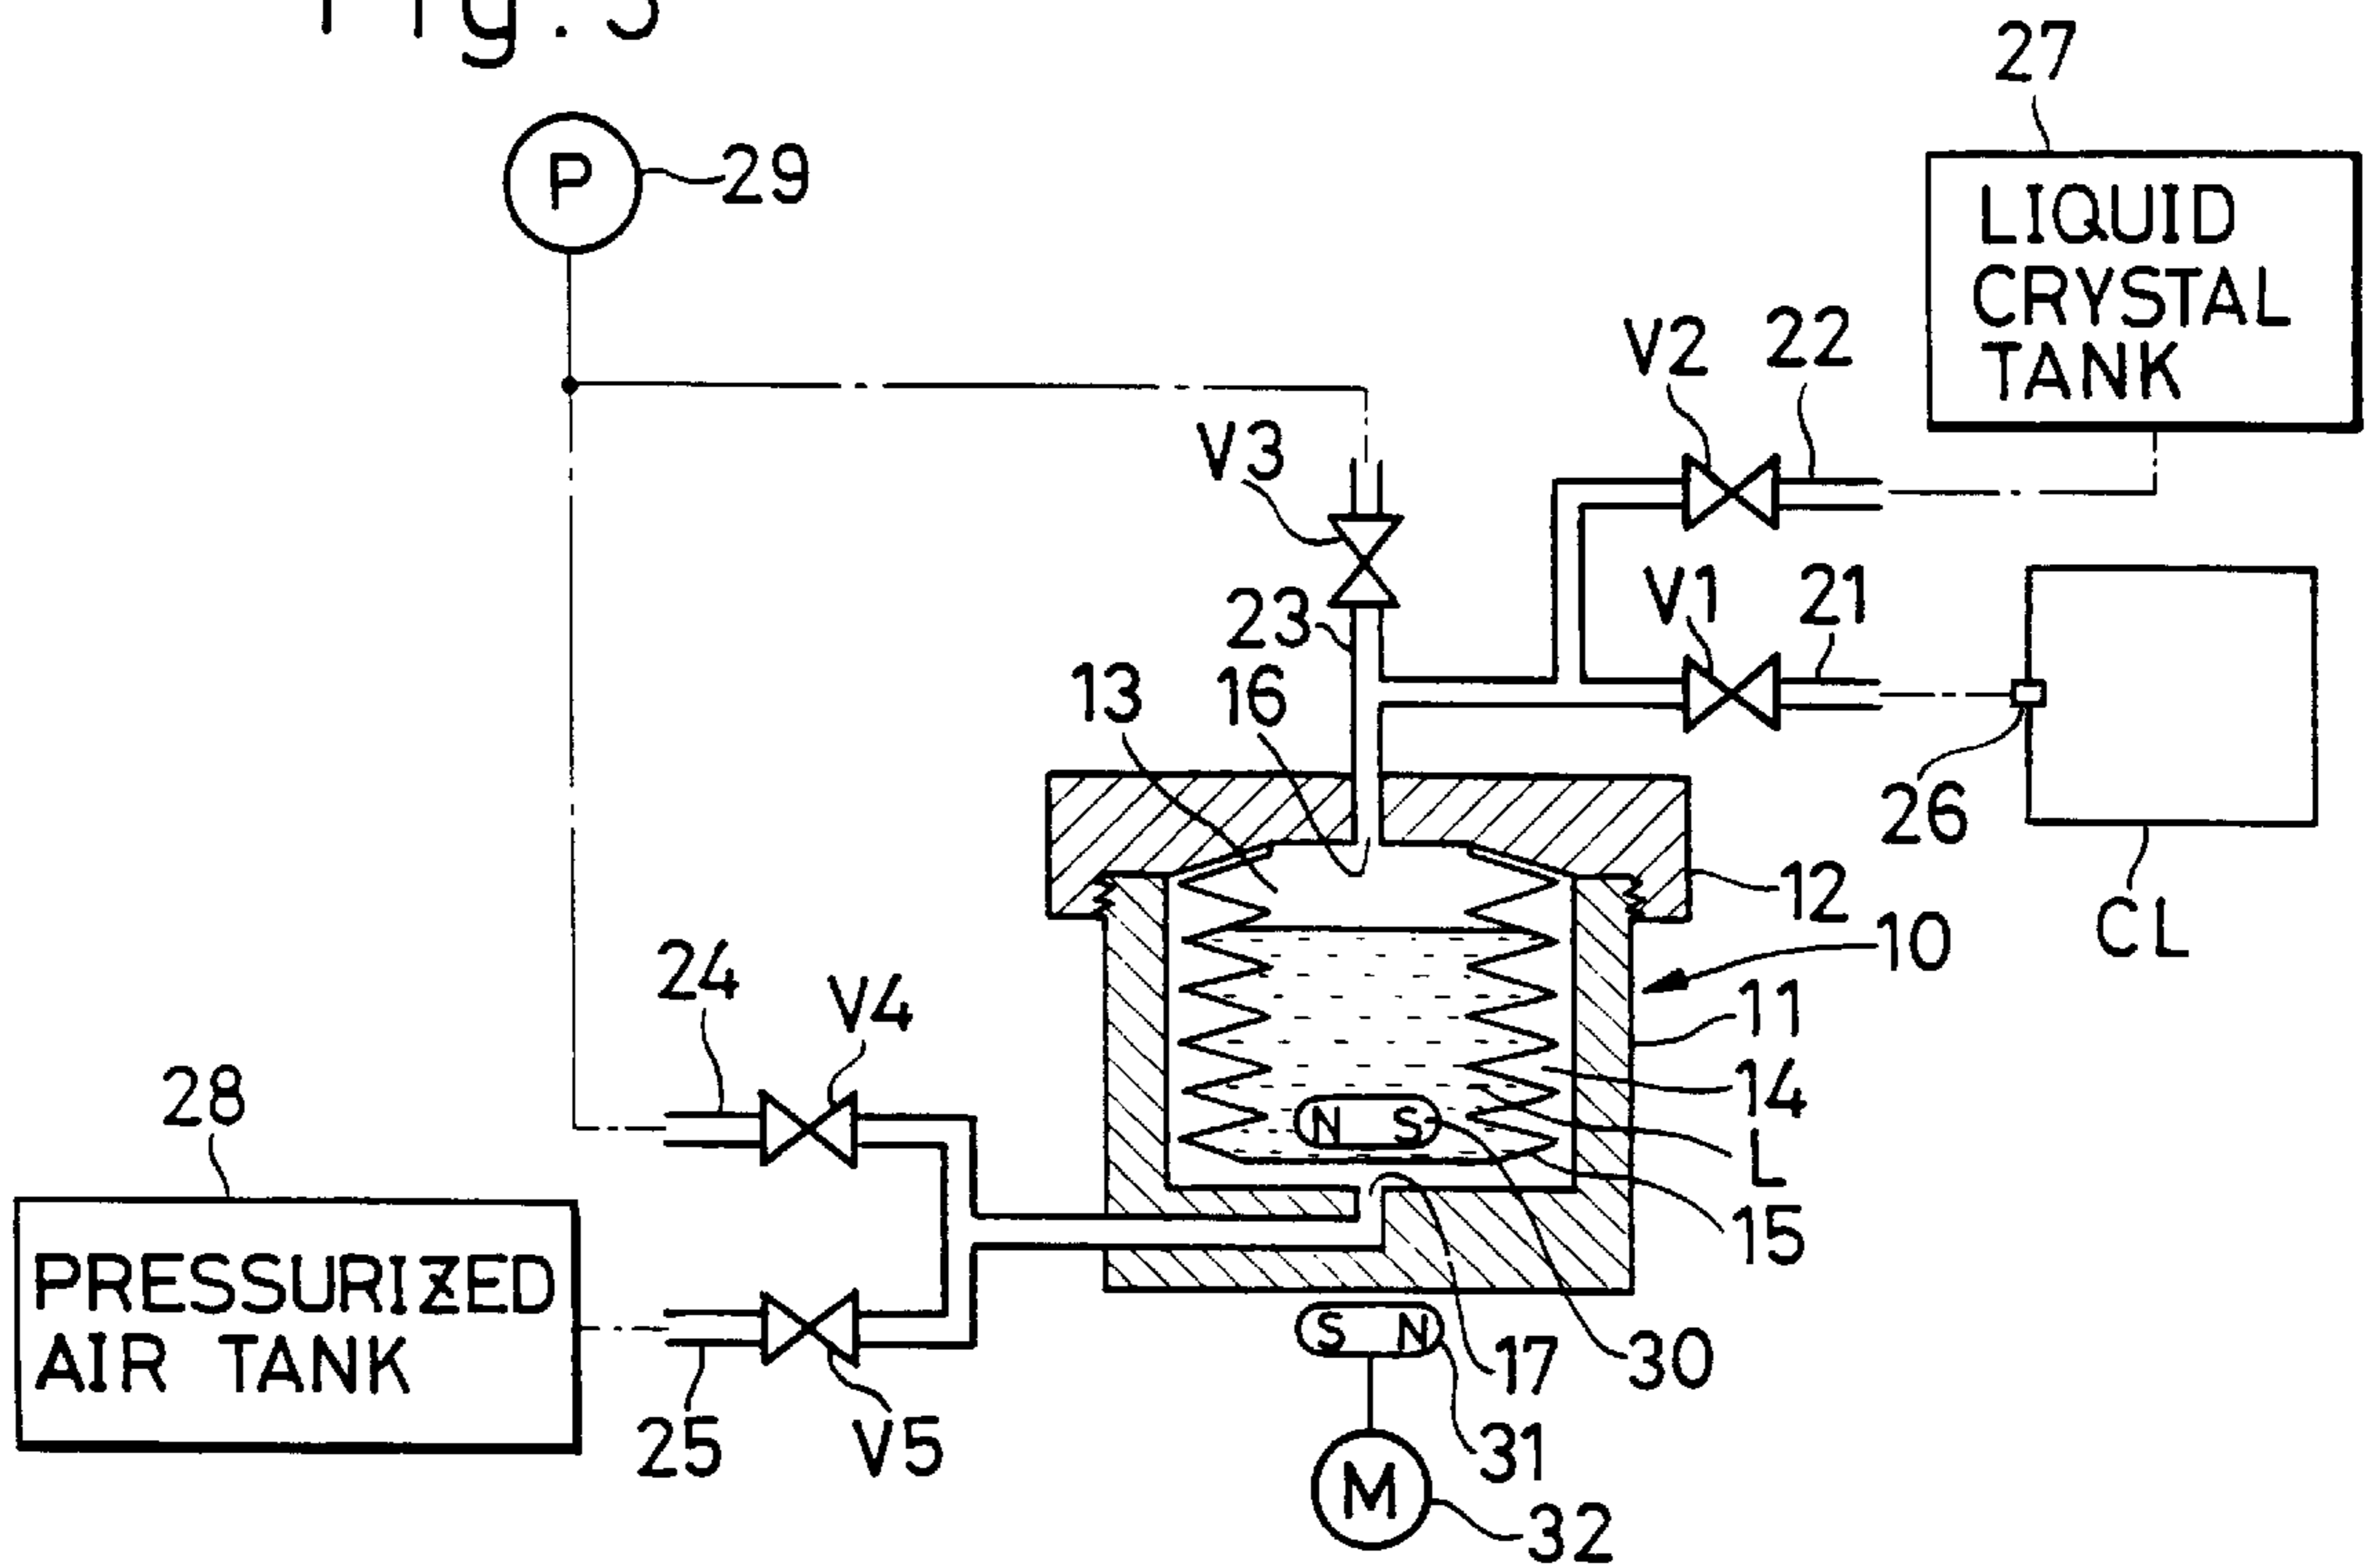 27
P
29
LIQUID
CRYSTAL
TANK
V2
22
V3
V1
21
23
13
16
26
12
CL
10
24
V4
11
14
28
L
N S
15
PRESSURIZED
AIR TANK
S N
17
30
25
V5
31
M
32